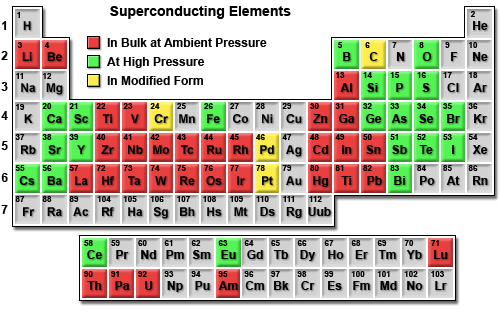 Superconducting Elements
In Bulk at Ambient Pressure
At High Pressure
In Modified Form
1 2
1 H He
3 4 5 6 7 8 9 10
2 Li Be B C N O F Ne
11 12 13 14 15 16 17 18
3 Na Mg Al Si P S Cl Ar
19 20 21 22 23 24 25 26 27 28 29 30 31 32 33 34 35 36
4 K Ca Sc Ti V Cr Mn Fe Co Ni Cu Zn Ga Ge As Se Br Kr
37 38 39 40 41 42 43 44 45 46 47 48 49 50 51 52 53 54
5 Rb Sr Y Zr Nb Mo Tc Ru Rh Pd Ag Cd In Sn Sb Te I Xe
55 56 57 72 73 74 75 76 77 78 79 80 81 82 83 84 85 86
6 Cs Ba La Hf Ta W Re Os Ir Pt Au Hg Ti Pb Bi Po At Rn
87 88 89 104 105 106 107 108 109 110 111 112
7 Fr Ra Ac Rf Ha Sg Bh Hs Mt Ds Rg Uub
58 59 60 61 62 63 64 65 66 67 68 69 70 71
Ce Pr Nd Pm Sm Eu Gd Tb Dy Ho Er Tm Yb Lu
90 91 92 93 94 95 96 97 98 99 100 101 102 103
Th Pa U Np Pu Am Cm Bk Cf Es Fm Md No Lr